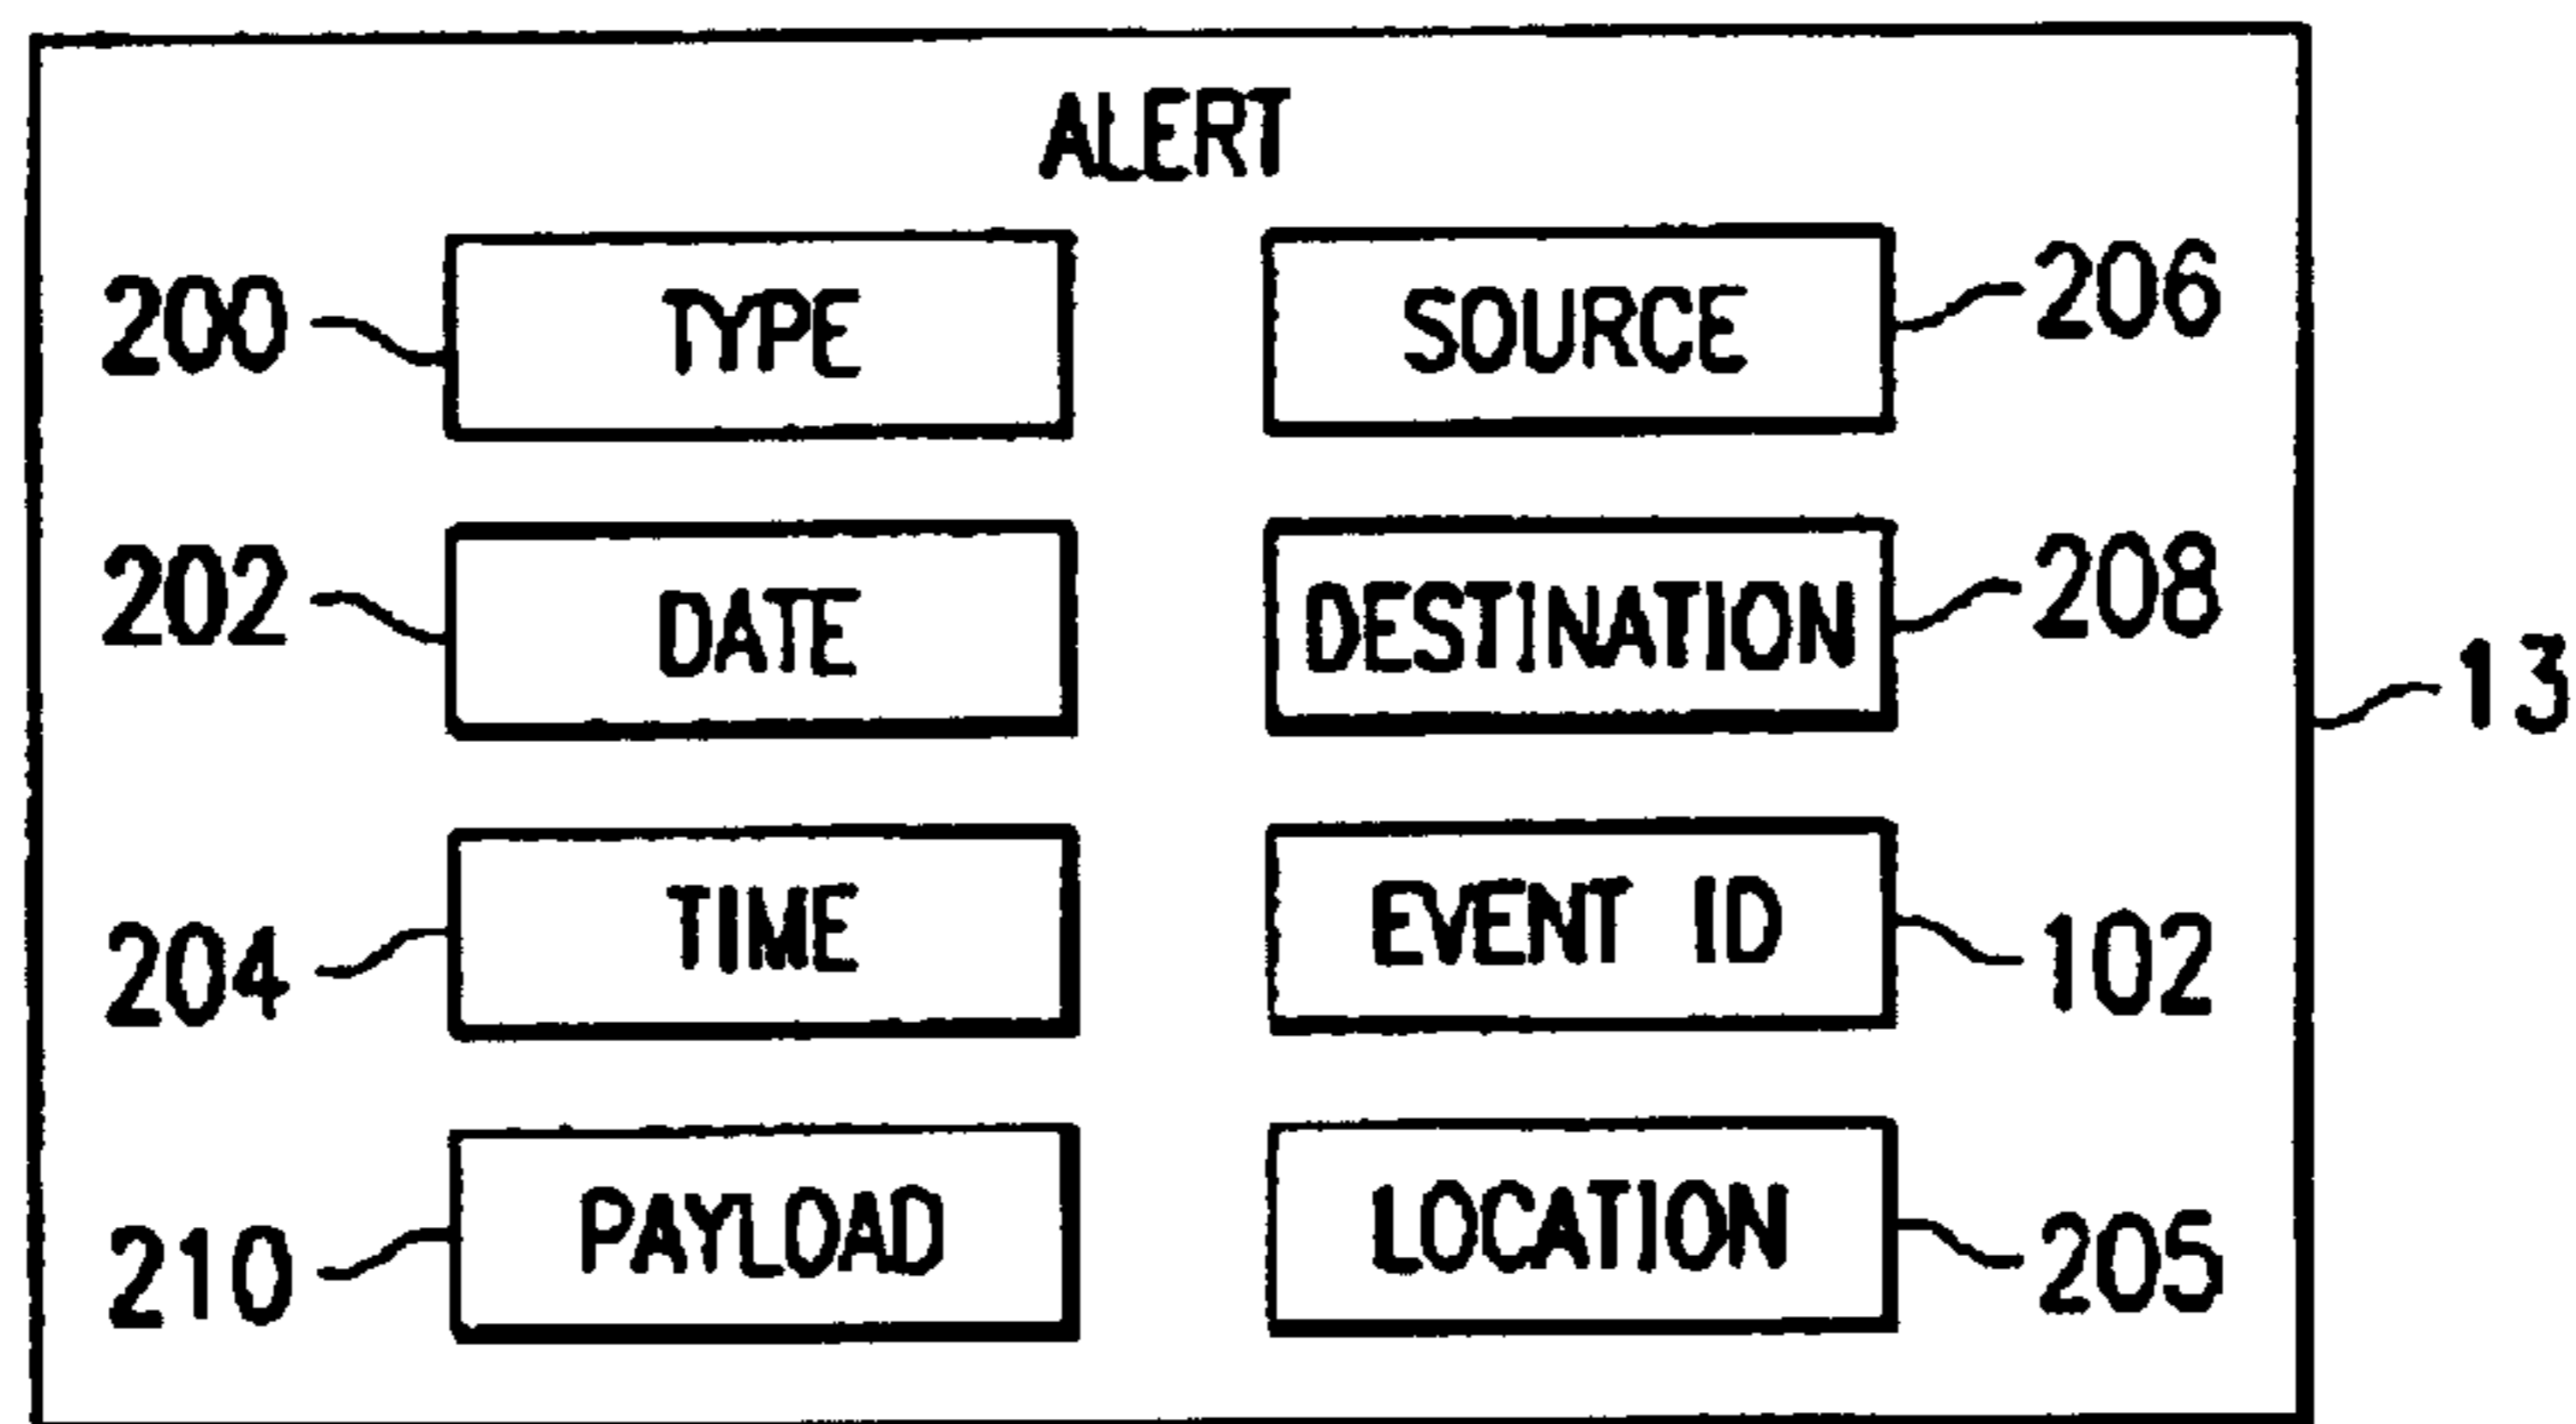 ALERT
200 TYPE SOURCE 206
202 DATE DESTINATION 208
13
204 TIME EVENT ID 102
210 PAYLOAD LOCATION 205